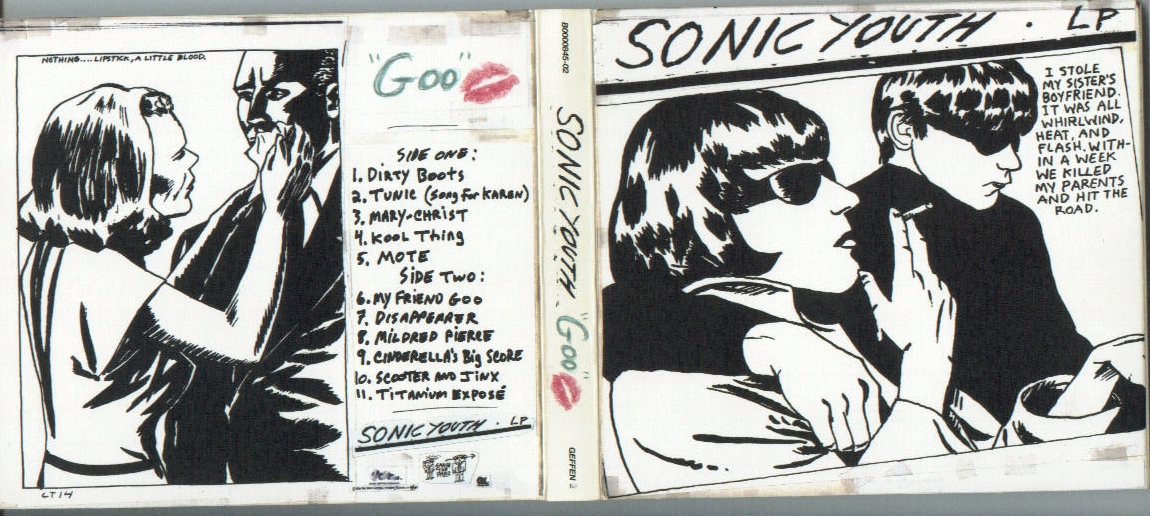 NOTHING....LIPSTICK, A LITTLE BLOOD.
LT14
"Goo"
SIDE ONE:
1. DIRTY BOOTS
2. TUNIC (Song for KAREN)
3. MARY-CHRIST
4. KOOL THING
5. MOTE
SIDE TWO:
6. MY FRIEND GOO
7. DISAPPEARER
8. MILDRED PIERRE
9. CINDERELLA'S BIG SCORE
10. SCOOTER AND JINX
11. TITANIUM EXPOSÉ
SONIC YOUTH · LP
B0000845-02
SONIC YOUTH "Goo"
GEFFEN
SONIC YOUTH · LP
I STOLE
MY SISTER'S
BOYFRIEND.
IT WAS ALL
WHIRLWIND,
HEAT, AND
FLASH. WITH-
IN A WEEK
WE KILLED
MY PARENTS
AND HIT THE
ROAD.